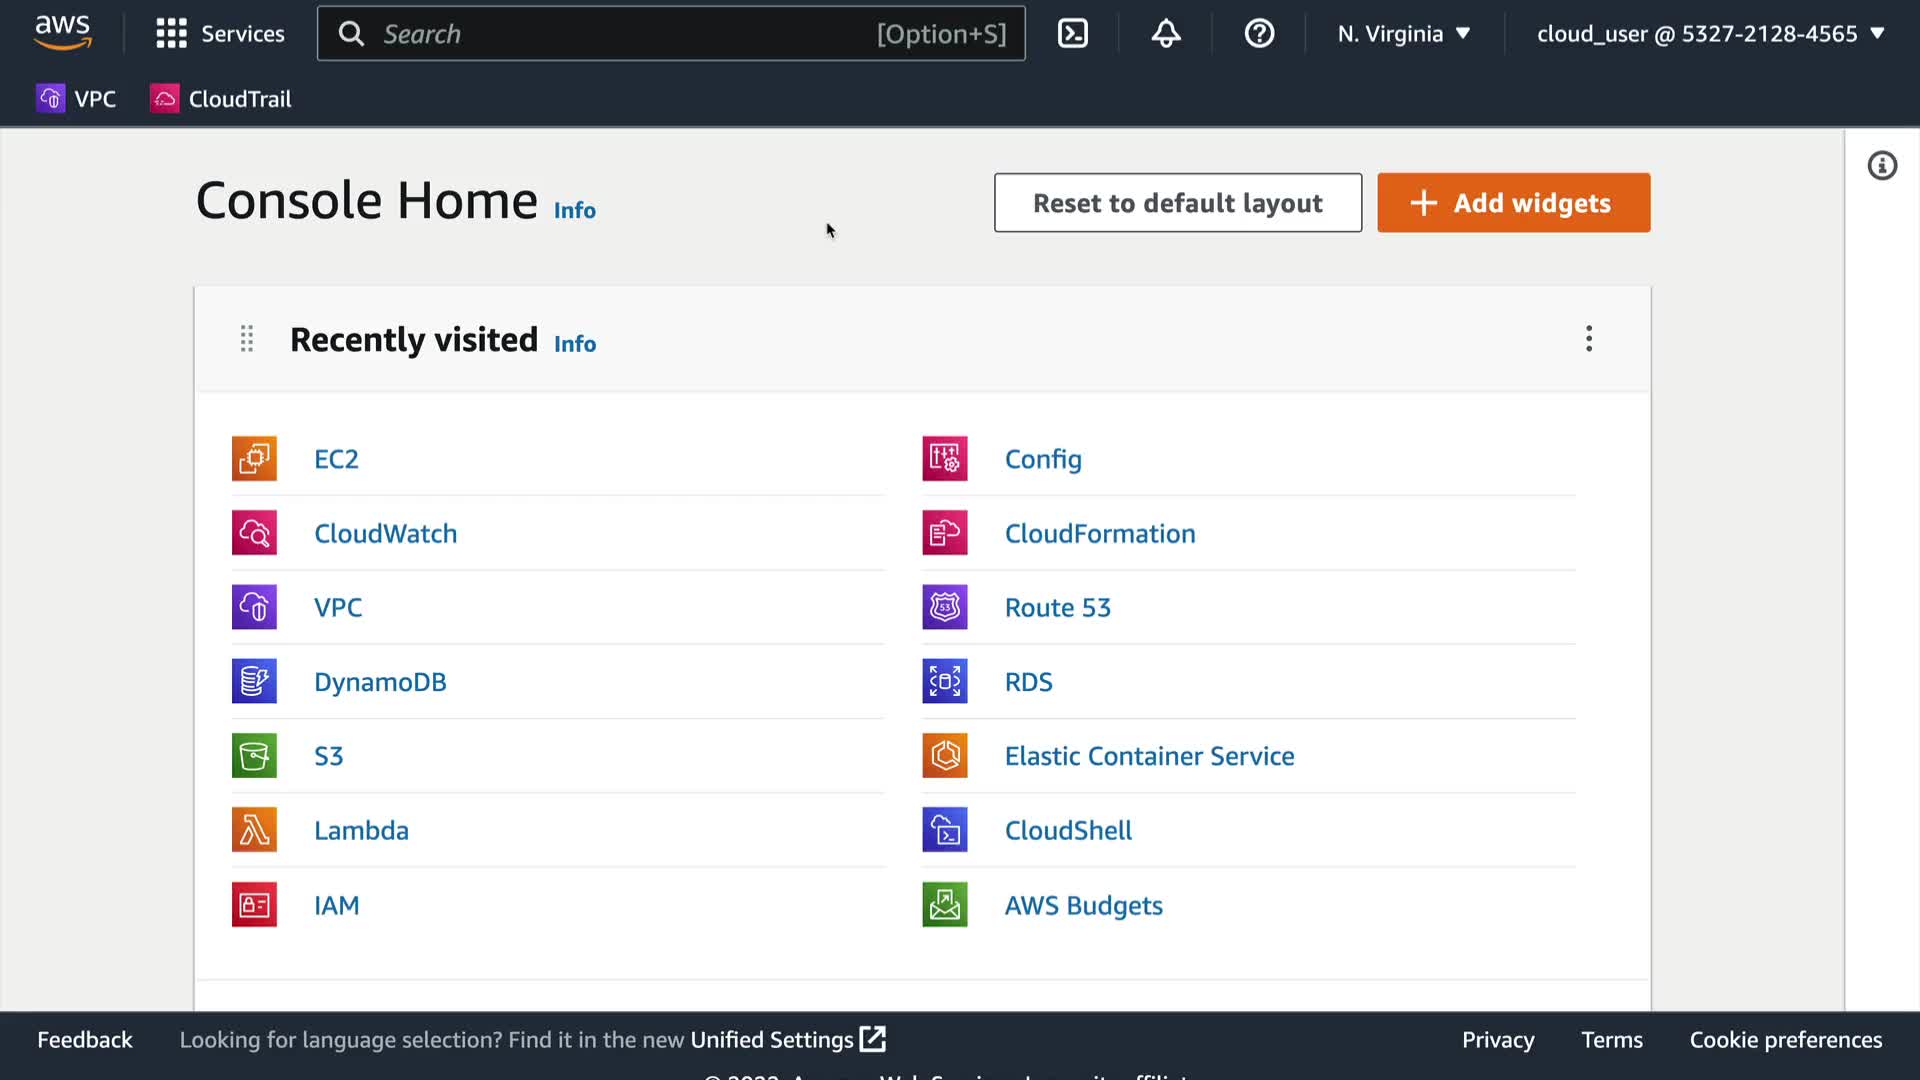 aws
Services
Search [Option+S]
N. Virginia
cloud_user @ 5327-2128-4565
VPC
CloudTrail
Console Home Info
Reset to default layout
Add widgets
Recently visited Info
EC2
Config
CloudWatch
CloudFormation
VPC
Route 53
DynamoDB
RDS
S3
Elastic Container Service
Lambda
CloudShell
IAM
AWS Budgets
Feedback
Looking for language selection? Find it in the new Unified Settings
Privacy
Terms
Cookie preferences